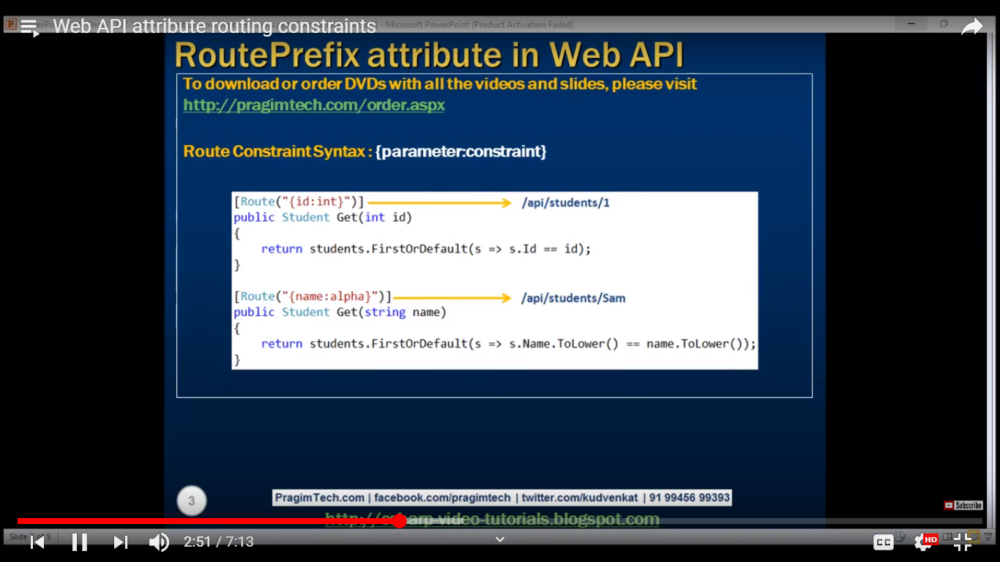 Web API attribute routing constraints
- Microsoft PowerPoint (Product Activation Failed)
RoutePrefix attribute in Web API
To download or order DVDs with all the videos and slides, please visit
http://pragimtech.com/order.aspx
Route Constraint Syntax : {parameter:constraint}
[Route("{id:int}")] /api/students/1
public Student Get(int id)
{
return students.FirstOrDefault(s => s.Id == id);
}
[Route("{name:alpha}")] /api/students/Sam
public Student Get(string name)
{
return students.FirstOrDefault(s => s.Name.ToLower() == name.ToLower());
}
3
PragimTech.com | facebook.com/pragimtech | twitter.com/kudvenkat | 91 99456 99393
Subscribe
http://csharp-video-tutorials.blogspot.com
Slide 3 of 5
2:51 / 7:13
CC
HD